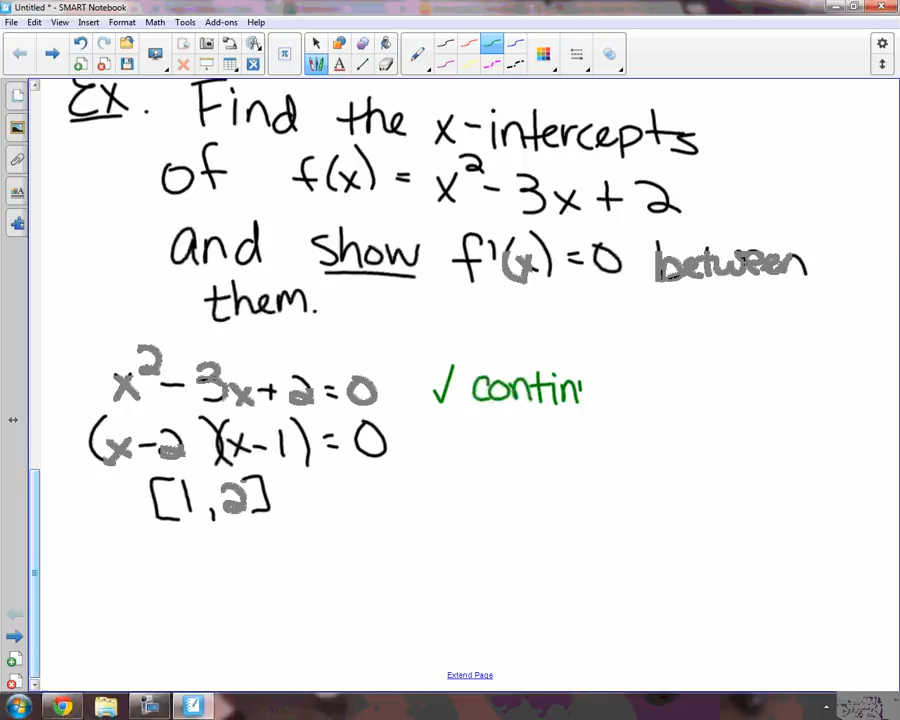 Untitled * - SMART Notebook
File Edit View Insert Format Math Tools Add-ons Help
Ex. Find the x-intercepts
of f(x) = x² - 3x + 2
and show f'(x) = 0 between
them.
x² - 3x + 2 = 0 √ contin
(x - 2)(x - 1) = 0
[1, 2]
Extend Page